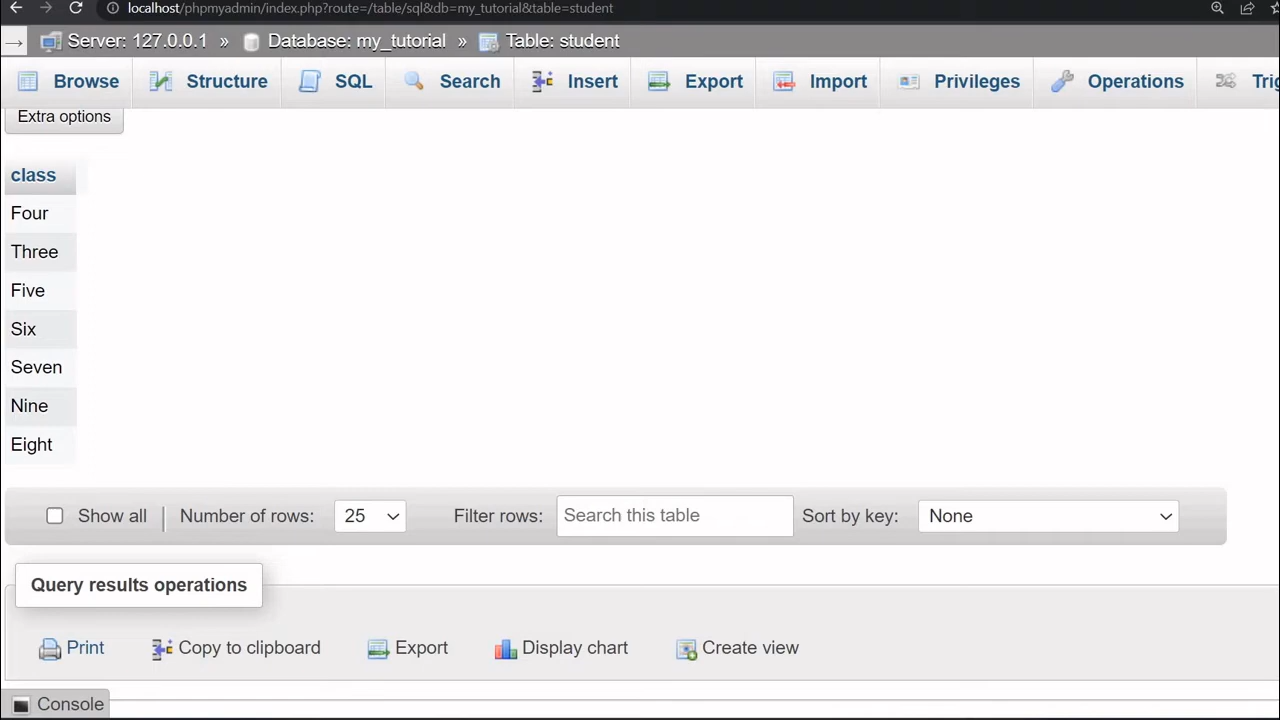 localhost/phpmyadmin/index.php?route=/table/sql&db=my_tutorial&table=student
Server: 127.0.0.1 » Database: my_tutorial » Table: student
Browse Structure SQL Search Insert Export Import Privileges Operations Trig
Extra options
class
Four
Three
Five
Six
Seven
Nine
Eight
Show all Number of rows: 25 Filter rows: Search this table Sort by key: None
Query results operations
Print Copy to clipboard Export Display chart Create view
Console